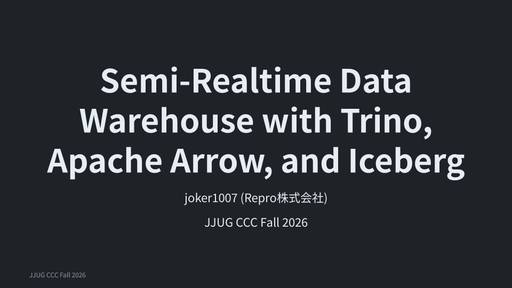 Semi-Realtime Data
Warehouse with Trino,
Apache Arrow, and Iceberg
joker1007 (Repro株式会社)
JJUG CCC Fall 2026
JJUG CCC Fall 2026